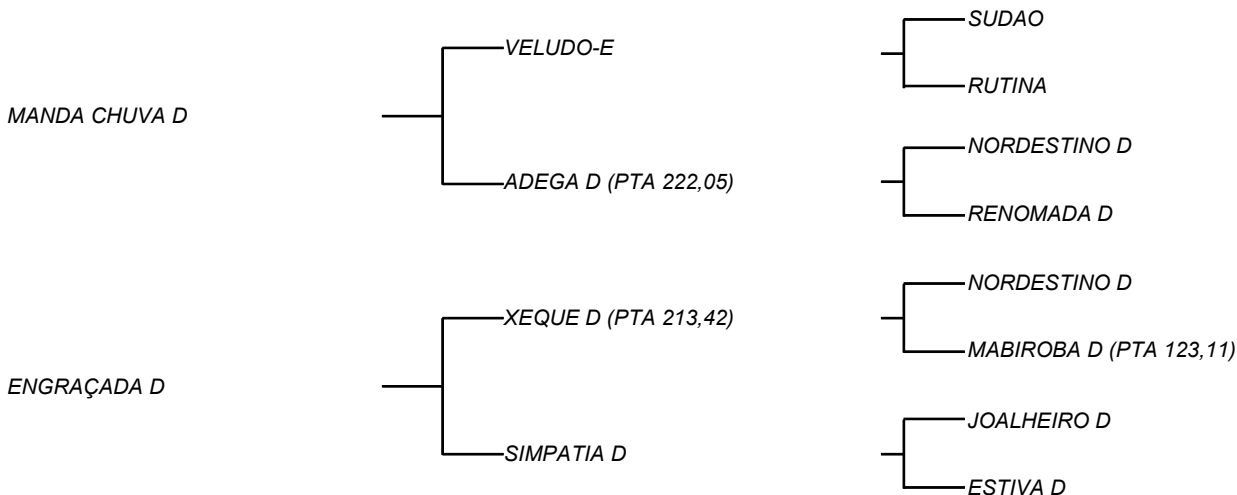 SUDAO
VELUDO-E
RUTINA
MANDA CHUVA D
NORDESTINO D
ADEGA D (PTA 222,05)
RENOMADA D
NORDESTINO D
XEQUE D (PTA 213,42)
MABIROBA D (PTA 123,11)
ENGRAÇADA D
JOALHEIRO D
SIMPATIA D
ESTIVA D